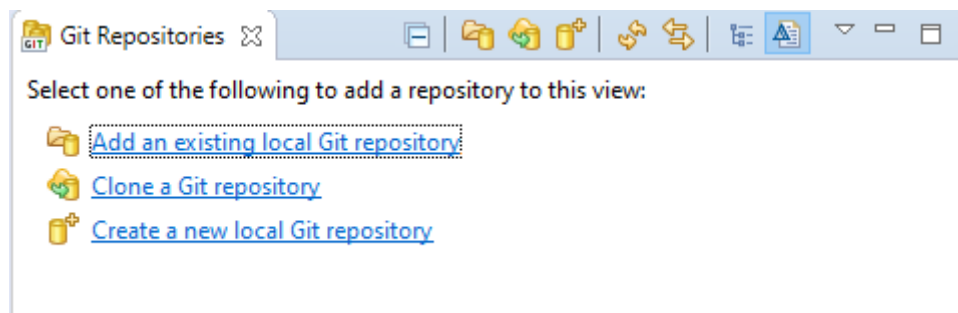 GIT Git Repositories
Select one of the following to add a repository to this view:
Add an existing local Git repository
Clone a Git repository
Create a new local Git repository